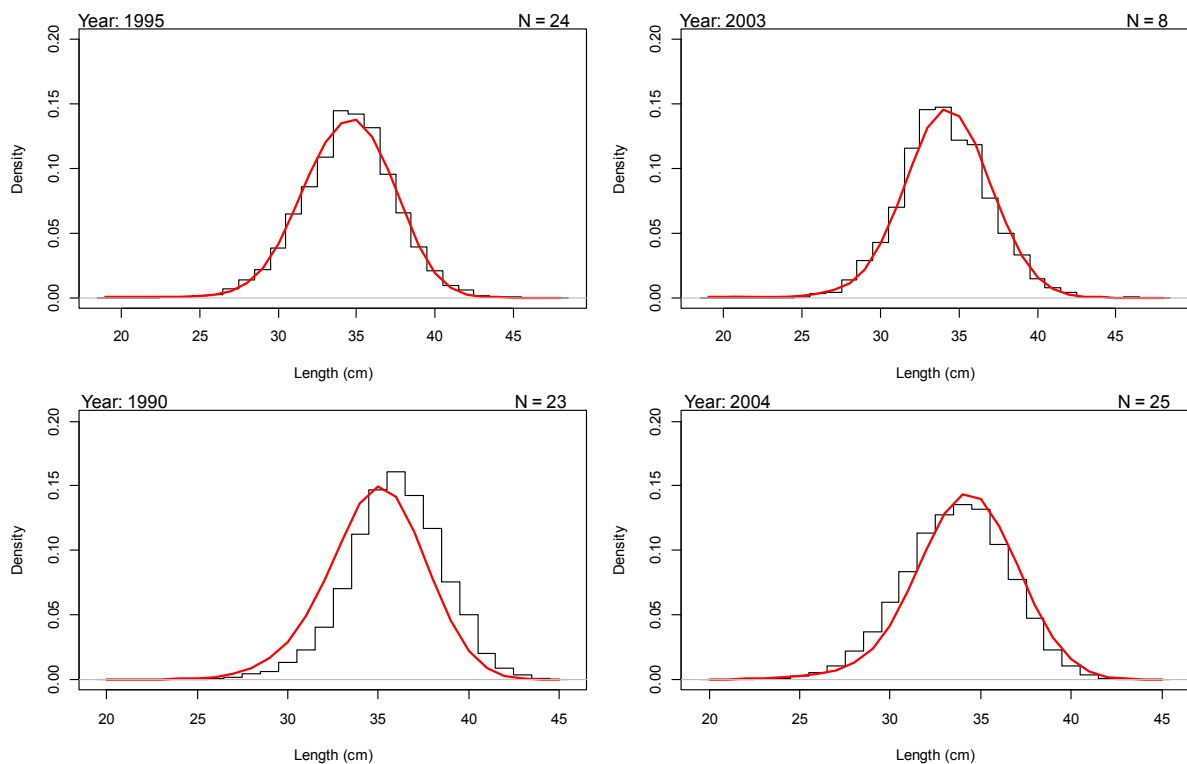 Year: 1995 N = 24
0.20
0.15
0.10
0.05
0.00
Density
20 25 30 35 40 45
Length (cm)
Year: 2003 N = 8
0.20
0.15
0.10
0.05
0.00
Density
20 25 30 35 40 45
Length (cm)
Year: 1990 N = 23
0.20
0.15
0.10
0.05
0.00
Density
20 25 30 35 40 45
Length (cm)
Year: 2004 N = 25
0.20
0.15
0.10
0.05
0.00
Density
20 25 30 35 40 45
Length (cm)